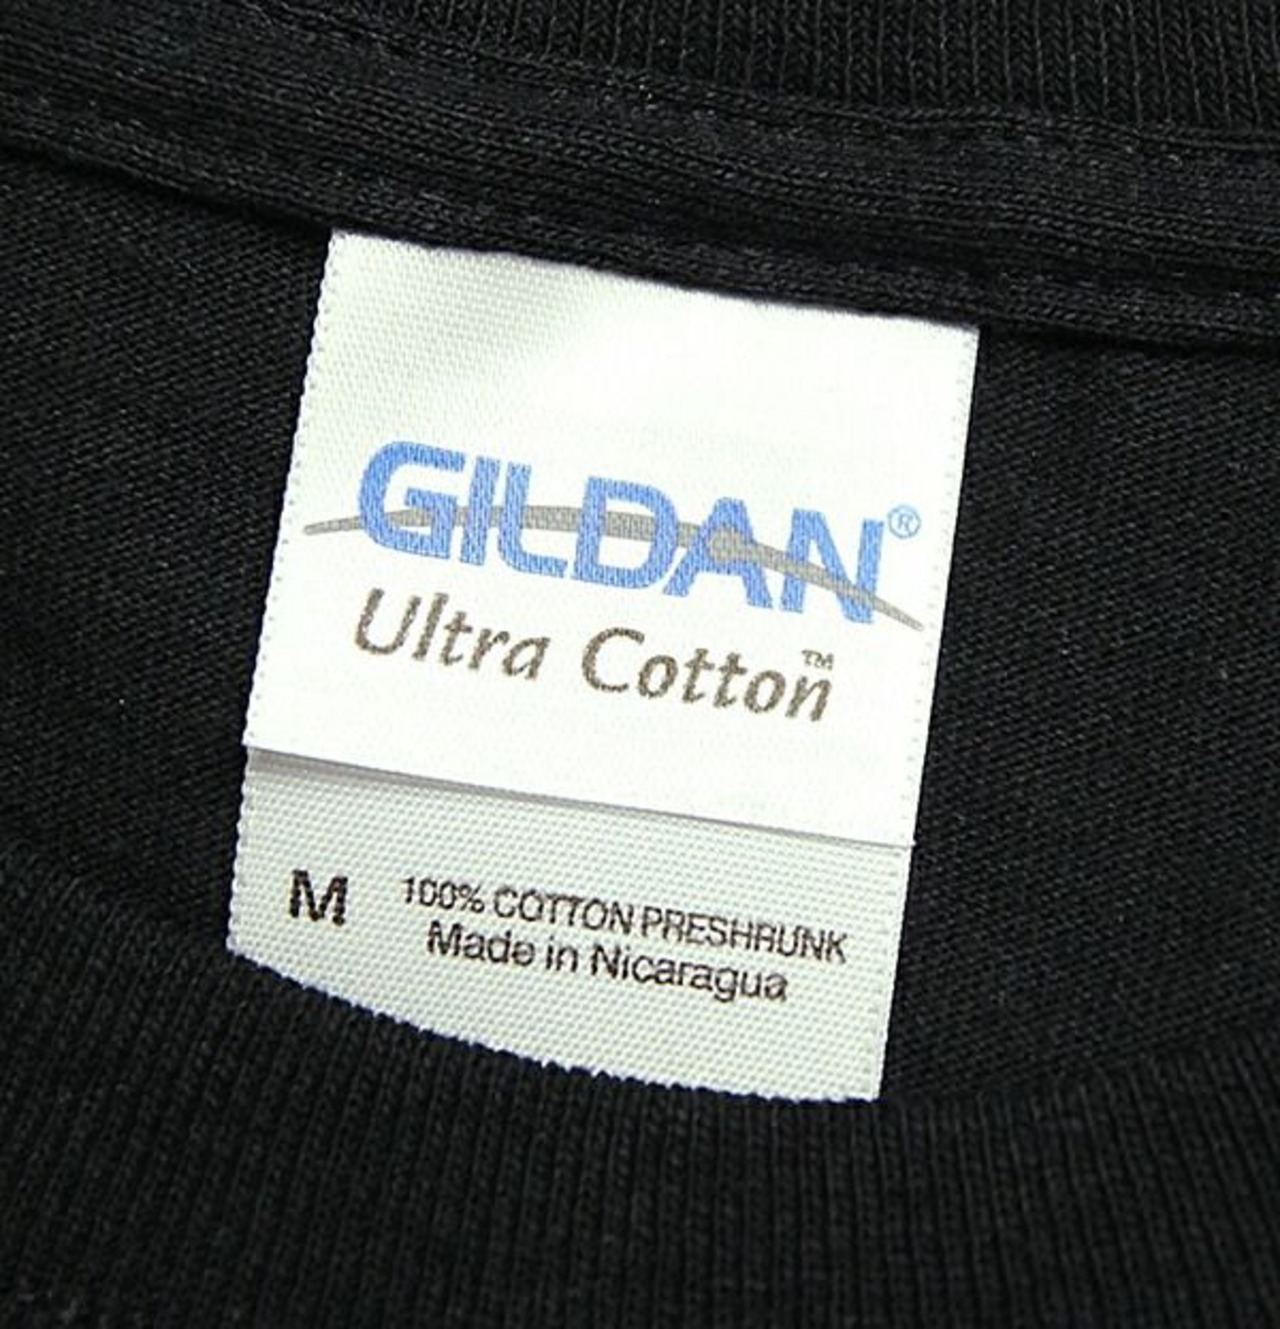 GILDAN®
Ultra Cotton™
M 100% COTTON PRESHRUNK
Made in Nicaragua